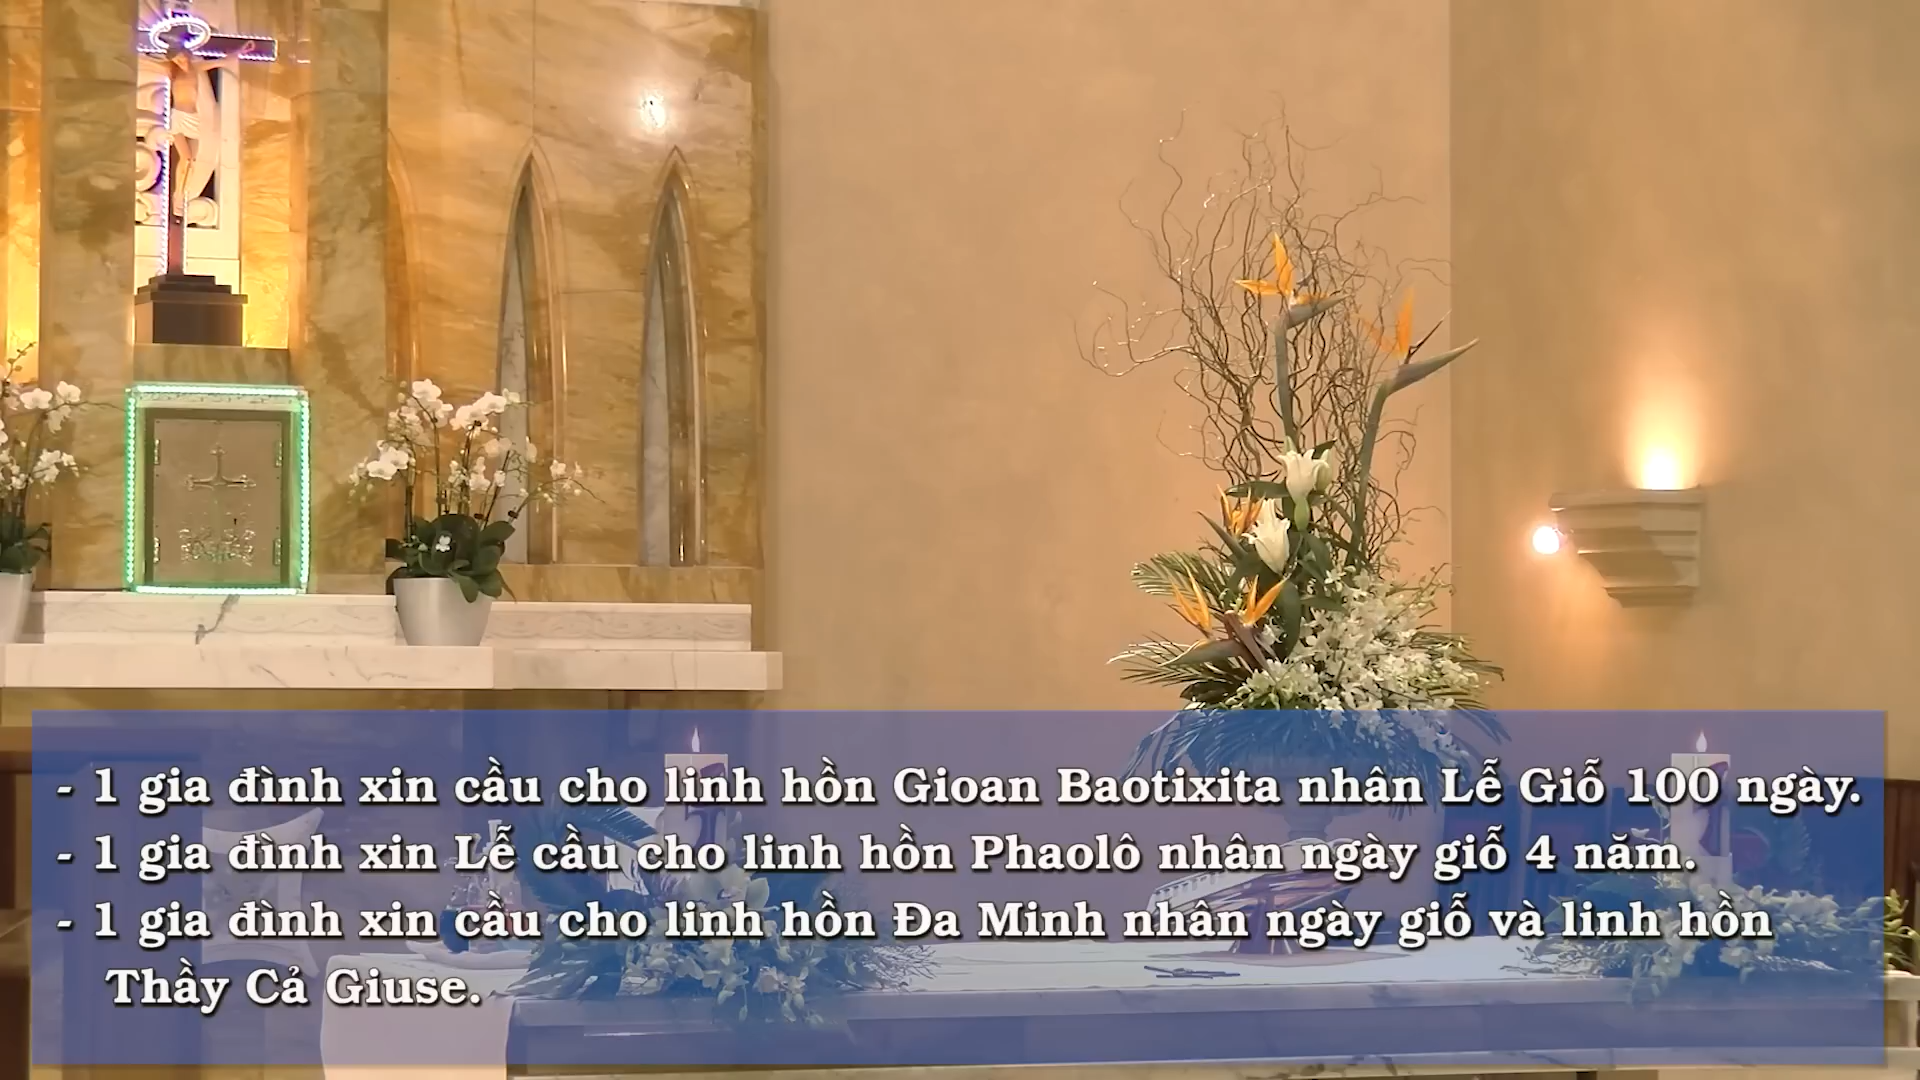 - 1 gia đình xin cầu cho linh hồn Gioan Baotixita nhân Lễ Giỗ 100 ngày.
- 1 gia đình xin Lễ cầu cho linh hồn Phaolô nhân ngày giỗ 4 năm.
- 1 gia đình xin cầu cho linh hồn Đa Minh nhân ngày giỗ và linh hồn
Thầy Cả Giuse.